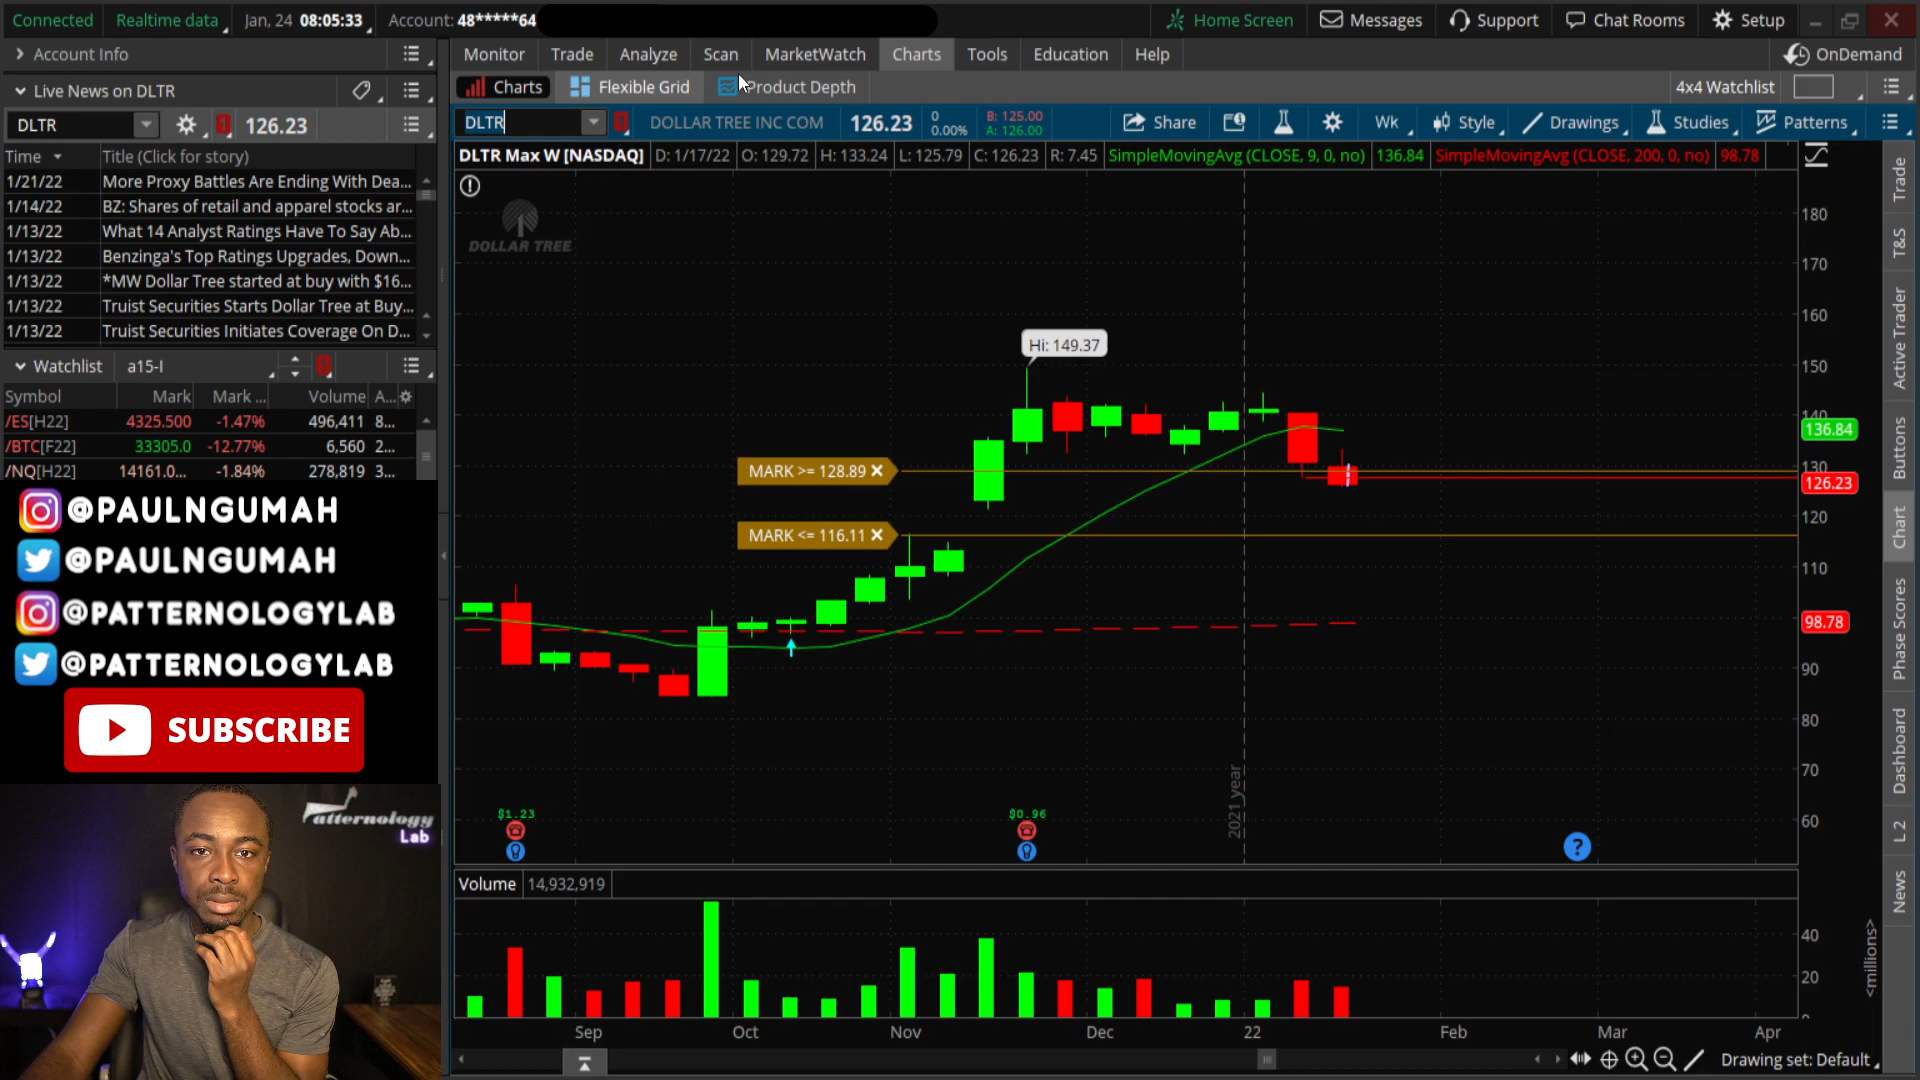 Connected Realtime data Jan, 24 08:05:33 Account: 48*****64 Home Screen Messages Support Chat Rooms Setup
Account Info Monitor Trade Analyze Scan MarketWatch Charts Tools Education Help OnDemand
Live News on DLTR Charts Flexible Grid Product Depth 4x4 Watchlist
DLTR 126.23
DLTR DOLLAR TREE INC COM 126.23 0 0.00% B: 125.00 A: 126.00 Share Wk Style Drawings Studies Patterns
DLTR Max W [NASDAQ] D: 1/17/22 O: 129.72 H: 133.24 L: 125.79 C: 126.23 R: 7.45 SimpleMovingAvg (CLOSE, 9, 0, no) 136.84 SimpleMovingAvg (CLOSE, 200, 0, no) 98.78
Time Title (Click for story)
1/21/22 More Proxy Battles Are Ending With Dea...
1/14/22 BZ: Shares of retail and apparel stocks ar...
1/13/22 What 14 Analyst Ratings Have To Say Ab...
1/13/22 Benzinga's Top Ratings Upgrades, Down...
1/13/22 *MW Dollar Tree started at buy with $16...
1/13/22 Truist Securities Starts Dollar Tree at Buy...
1/13/22 Truist Securities Initiates Coverage On D...
Watchlist a15-I
Symbol Mark Mark ... Volume A...
/ES[H22] 4325.500 -1.47% 496,411 8...
/BTC[F22] 33305.0 -12.77% 6,560 2...
/NQ[H22] 14161.0... -1.84% 278,819 3...
@PAULNGUMAH
@PAULNGUMAH
@PATTERNOLOGYLAB
@PATTERNOLOGYLAB
SUBSCRIBE
Patternology
Lab
DOLLAR TREE
Hi: 149.37
MARK >= 128.89
MARK <= 116.11
$1.23
$0.96
2021 year
?
180
170
160
150
140
136.84
130
126.23
120
110
98.78
90
80
70
60
Volume 14,932,919
40
20
0
<millions>
Sep Oct Nov Dec 22 Feb Mar Apr
Drawing set: Default
Trade
T&S
Active Trader
Buttons
Chart
Phase Scores
Dashboard
L 2
News